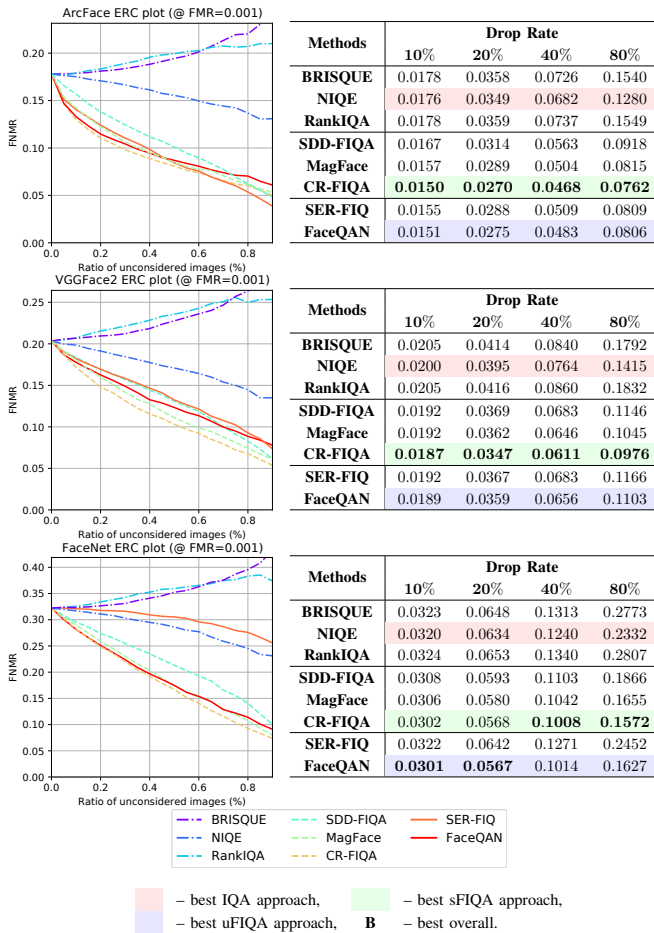 ArcFace ERC plot (@ FMR=0.001)
0.20
0.15
0.10
0.05
0.00
FNMR
0.0 0.2 0.4 0.6 0.8
Ratio of unconsidered images (%)
Methods Drop Rate
10% 20% 40% 80%
BRISQUE 0.0178 0.0358 0.0726 0.1540
NIQE 0.0176 0.0349 0.0682 0.1280
RankIQA 0.0178 0.0359 0.0737 0.1549
SDD-FIQA 0.0167 0.0314 0.0563 0.0918
MagFace 0.0157 0.0289 0.0504 0.0815
CR-FIQA 0.0150 0.0270 0.0468 0.0762
SER-FIQ 0.0155 0.0288 0.0509 0.0809
FaceQAN 0.0151 0.0275 0.0483 0.0806
VGGFace2 ERC plot (@ FMR=0.001)
0.25
0.20
0.15
0.10
0.05
0.00
FNMR
0.0 0.2 0.4 0.6 0.8
Ratio of unconsidered images (%)
Methods Drop Rate
10% 20% 40% 80%
BRISQUE 0.0205 0.0414 0.0840 0.1792
NIQE 0.0200 0.0395 0.0764 0.1415
RankIQA 0.0205 0.0416 0.0860 0.1832
SDD-FIQA 0.0192 0.0369 0.0683 0.1146
MagFace 0.0192 0.0362 0.0646 0.1045
CR-FIQA 0.0187 0.0347 0.0611 0.0976
SER-FIQ 0.0192 0.0367 0.0683 0.1166
FaceQAN 0.0189 0.0359 0.0656 0.1103
FaceNet ERC plot (@ FMR=0.001)
0.40
0.35
0.30
0.25
0.20
0.15
0.10
0.05
0.00
FNMR
0.0 0.2 0.4 0.6 0.8
Ratio of unconsidered images (%)
Methods Drop Rate
10% 20% 40% 80%
BRISQUE 0.0323 0.0648 0.1313 0.2773
NIQE 0.0320 0.0634 0.1240 0.2332
RankIQA 0.0324 0.0653 0.1340 0.2807
SDD-FIQA 0.0308 0.0593 0.1103 0.1866
MagFace 0.0306 0.0580 0.1042 0.1655
CR-FIQA 0.0302 0.0568 0.1008 0.1572
SER-FIQ 0.0322 0.0642 0.1271 0.2452
FaceQAN 0.0301 0.0567 0.1014 0.1627
BRISQUE SDD-FIQA SER-FIQ
NIQE MagFace FaceQAN
RankIQA CR-FIQA
– best IQA approach, – best sFIQA approach,
– best uFIQA approach, B – best overall.